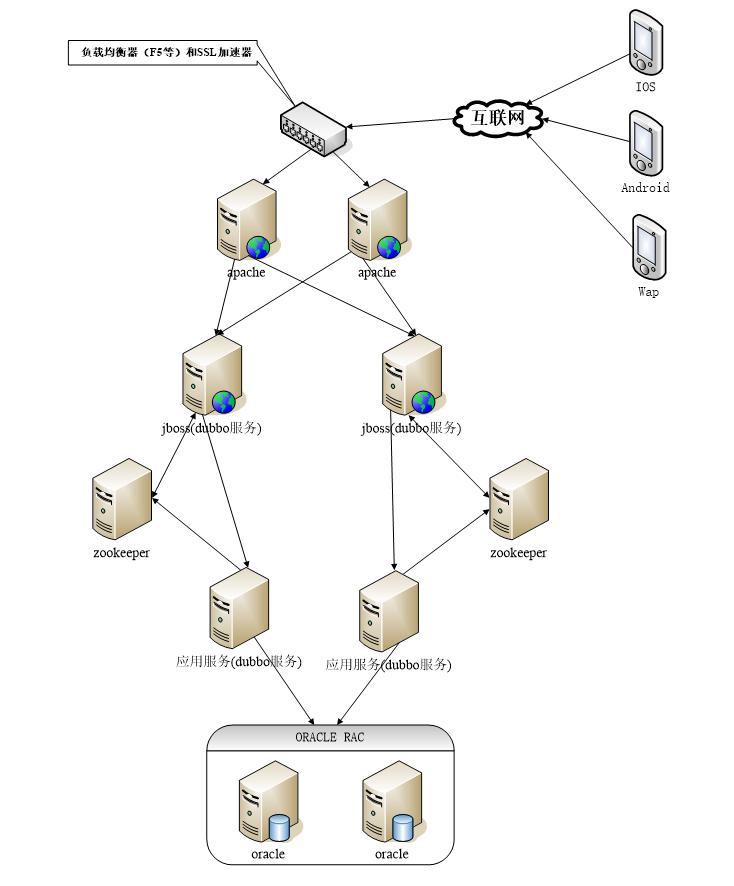 负载均衡器（F5等）和SSL加速器
IOS
互联网
Android
apache
apache
Wap
jboss(dubbo服务)
jboss(dubbo服务)
zookeeper
zookeeper
应用服务(dubbo服务)
应用服务(dubbo服务)
ORACLE RAC
oracle
oracle